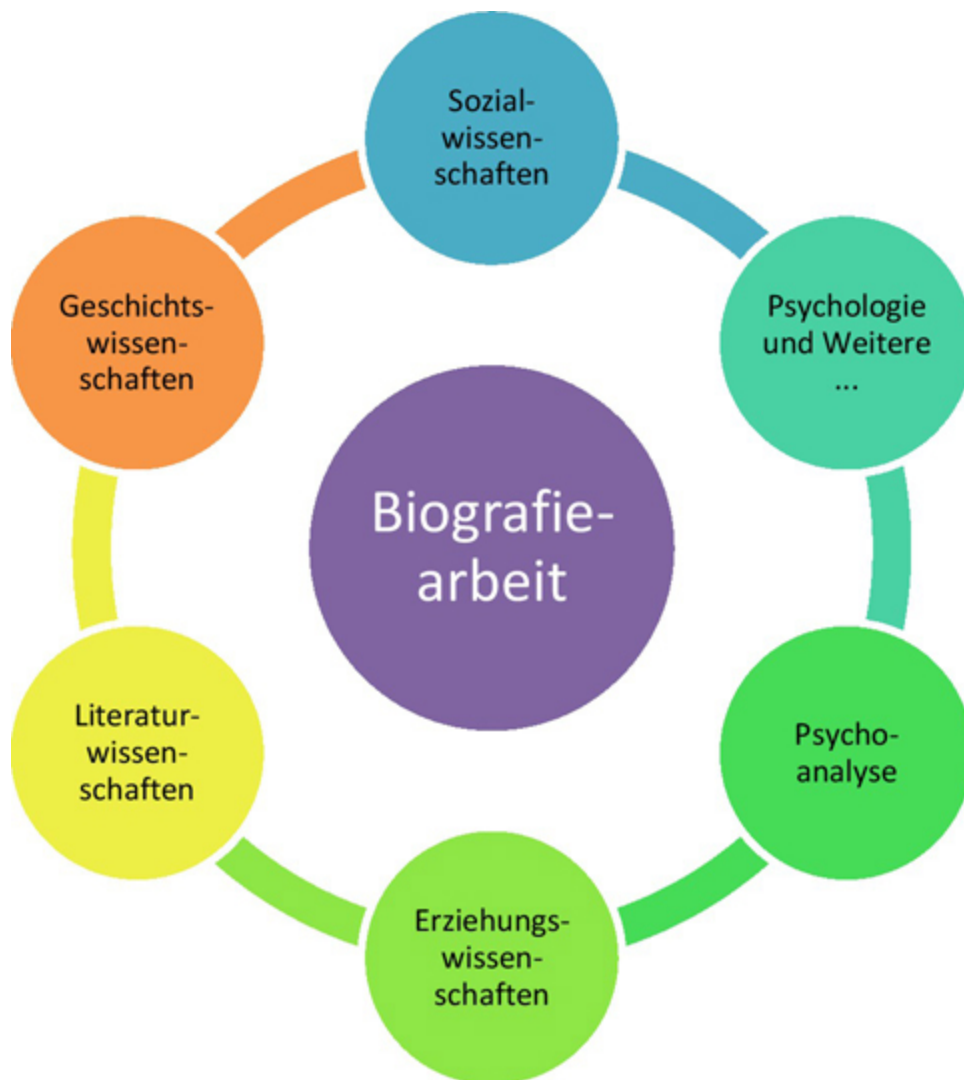 Sozial-
wissen-
schaften
Psychologie
und Weitere
...
Psycho-
analyse
Erziehungs-
wissen-
schaften
Literatur-
wissen-
schaften
Geschichts-
wissen-
schaften
Biografie-
arbeit